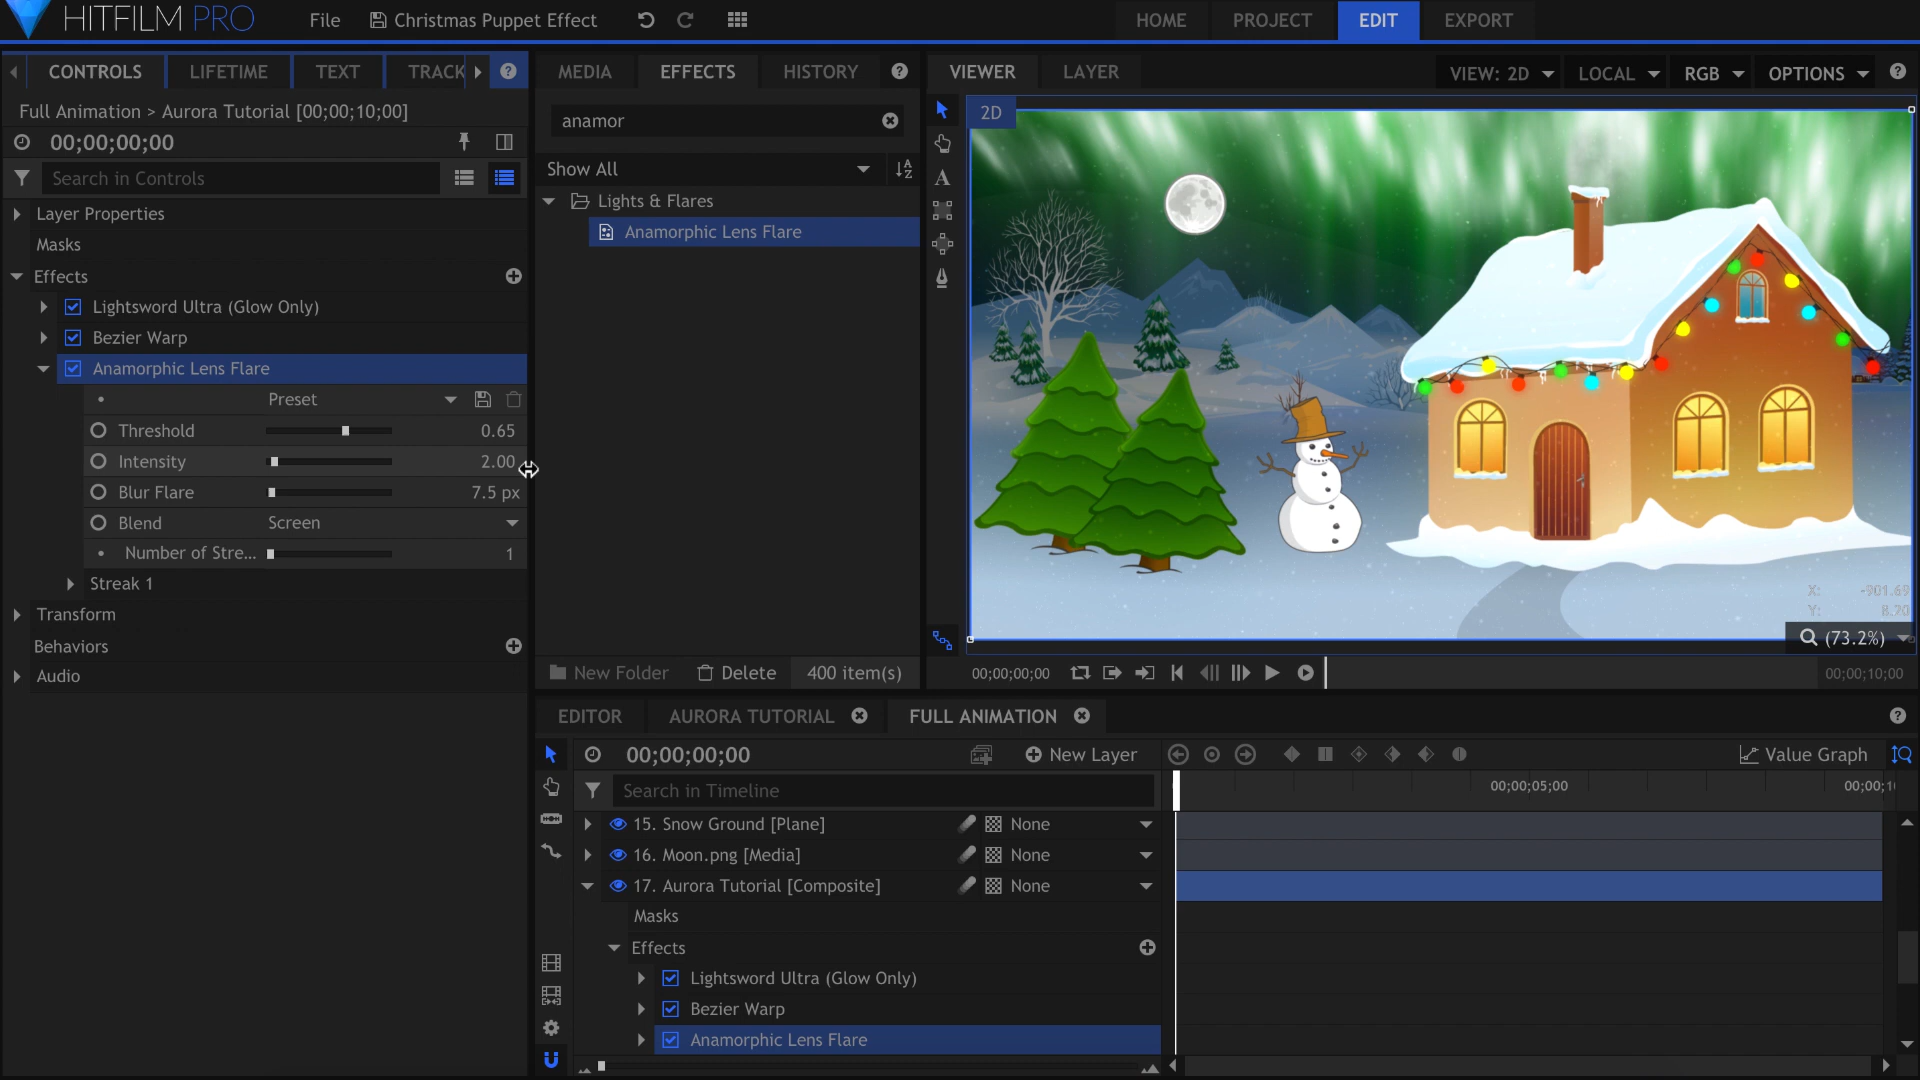 HITFILM PRO
File
Christmas Puppet Effect
HOME
PROJECT
EDIT
EXPORT
CONTROLS
LIFETIME
TEXT
TRACK
Full Animation > Aurora Tutorial [00;00;10;00]
00;00;00;00
Search in Controls
Layer Properties
Masks
Effects
Lightsword Ultra (Glow Only)
Bezier Warp
Anamorphic Lens Flare
Preset
Threshold 0.65
Intensity 2.00
Blur Flare 7.5 px
Blend Screen
Number of Stre... 1
Streak 1
Transform
Behaviors
Audio
MEDIA
EFFECTS
HISTORY
anamor
Show All
Lights & Flares
Anamorphic Lens Flare
New Folder
Delete
400 item(s)
VIEWER
LAYER
VIEW: 2D
LOCAL
RGB
OPTIONS
2D
X: -901.69
Y: 8.20
(73.2%)
00;00;00;00
00;00;10;00
EDITOR
AURORA TUTORIAL
FULL ANIMATION
00;00;00;00
New Layer
Value Graph
Search in Timeline
00;00;05;00
00;00;1
15. Snow Ground [Plane] None
16. Moon.png [Media] None
17. Aurora Tutorial [Composite] None
Masks
Effects
Lightsword Ultra (Glow Only)
Bezier Warp
Anamorphic Lens Flare